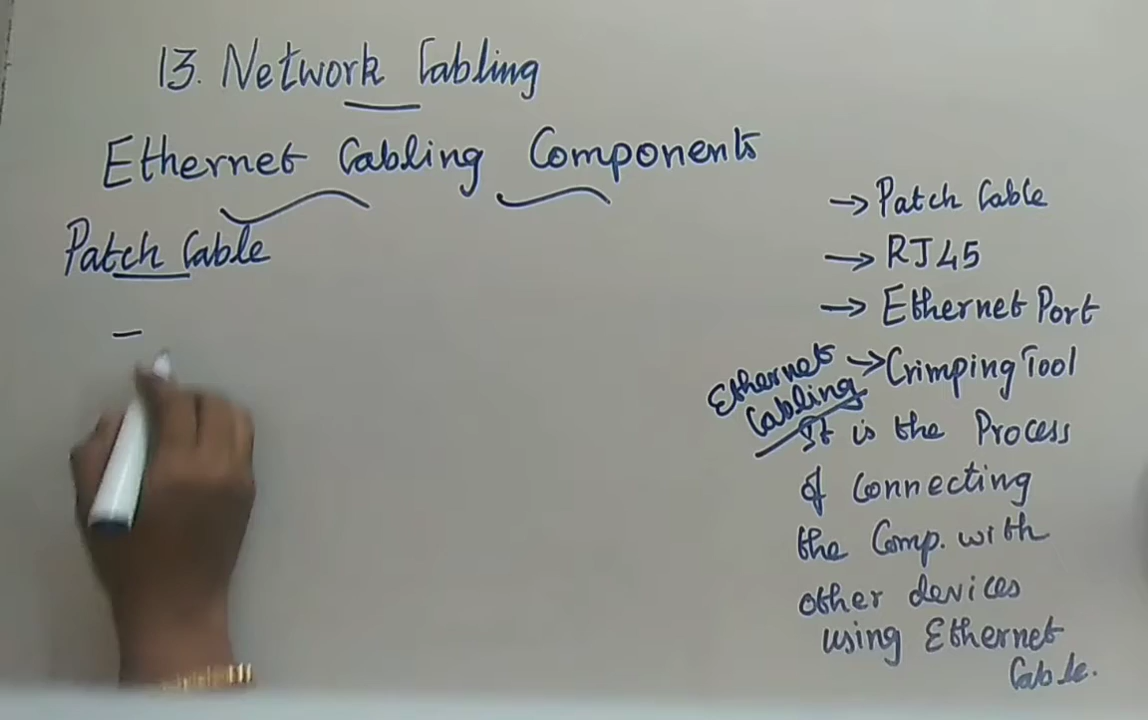 13. Network Cabling
Ethernet Cabling Components
Patch Cable
–
→ Patch Cable
→ RJ45
→ Ethernet Port
→ Crimping Tool
Ethernet
Cabling
It is the Process
of Connecting
the Comp. with
other devices
using Ethernet
Cable.